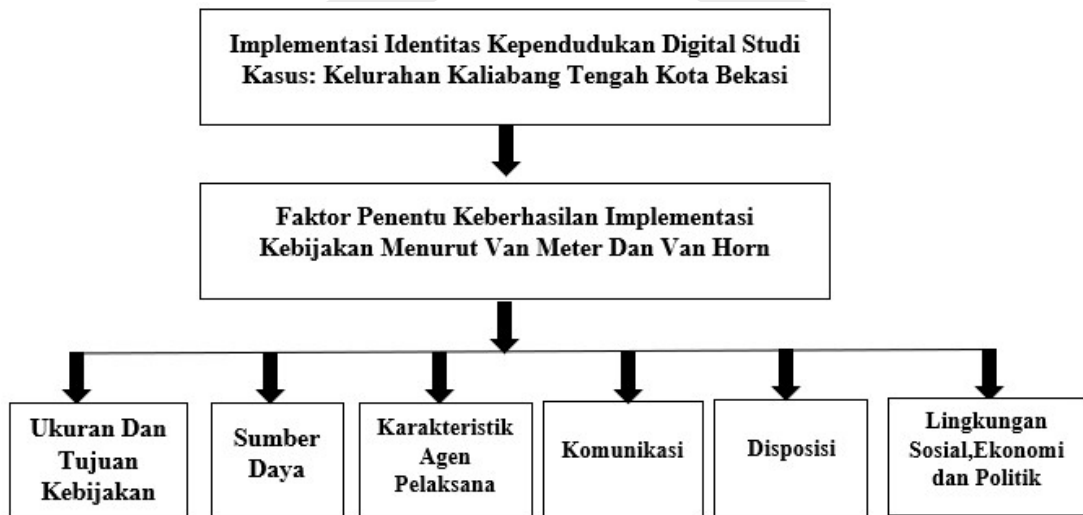 Implementasi Identitas Kependudukan Digital Studi
Kasus: Kelurahan Kaliabang Tengah Kota Bekasi
Faktor Penentu Keberhasilan Implementasi
Kebijakan Menurut Van Meter Dan Van Horn
Ukuran Dan
Tujuan
Kebijakan
Sumber
Daya
Karakteristik
Agen
Pelaksana
Komunikasi
Disposisi
Lingkungan
Sosial,Ekonomi
dan Politik